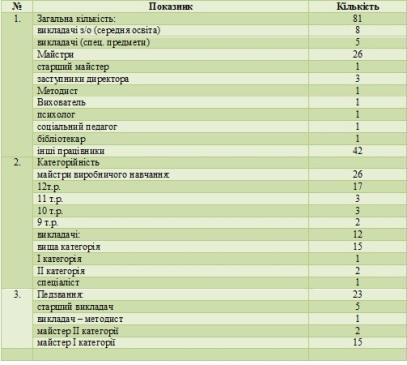 № Показник Кількість
1. Загальна кількість: 81
викладачі з/о (середня освіта) 8
викладачі (спец. предмети) 5
Майстри 26
старший майстер 1
заступники директора 3
Методист 1
Вихователь 1
психолог 1
соціальний педагог 1
бібліотекар 1
інші працівники 42
2. Категорійність
майстри виробничого навчання: 26
12т.р. 17
11 т.р. 3
10 т.р. 3
9 т.р. 2
викладачі: 12
вища категорія 15
І категорія 1
ІІ категорія 2
спеціаліст 1
3. Педзвання: 23
старший викладач 5
викладач – методист 1
майстер ІІ категорії 2
майстер І категорії 15